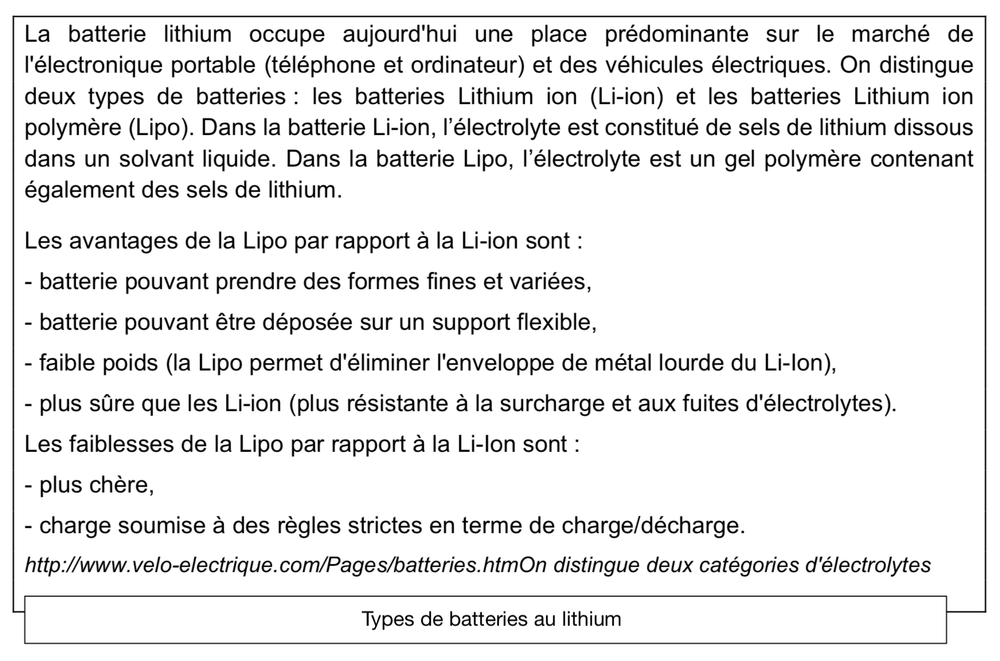 La batterie lithium occupe aujourd'hui une place prédominante sur le marché de
l'électronique portable (téléphone et ordinateur) et des véhicules électriques. On distingue
deux types de batteries : les batteries Lithium ion (Li-ion) et les batteries Lithium ion
polymère (Lipo). Dans la batterie Li-ion, l’électrolyte est constitué de sels de lithium dissous
dans un solvant liquide. Dans la batterie Lipo, l’électrolyte est un gel polymère contenant
également des sels de lithium.
Les avantages de la Lipo par rapport à la Li-ion sont :
- batterie pouvant prendre des formes fines et variées,
- batterie pouvant être déposée sur un support flexible,
- faible poids (la Lipo permet d'éliminer l'enveloppe de métal lourde du Li-Ion),
- plus sûre que les Li-ion (plus résistante à la surcharge et aux fuites d'électrolytes).
Les faiblesses de la Lipo par rapport à la Li-Ion sont :
- plus chère,
- charge soumise à des règles strictes en terme de charge/décharge.
http://www.velo-electrique.com/Pages/batteries.htmOn distingue deux catégories d'électrolytes
Types de batteries au lithium